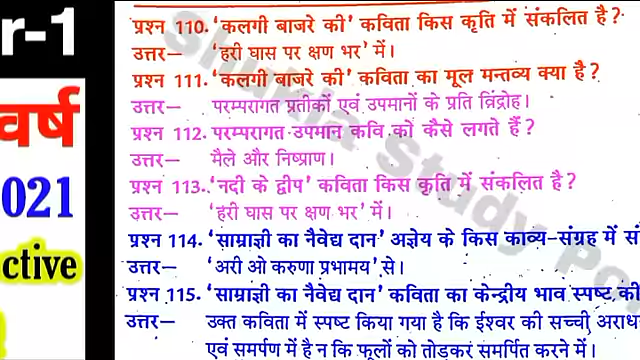 r-1
वर्ष
021
ctive
प्रश्न 110. ‘कलगी बाजरे की’ कविता किस कृति में संकलित है?
उत्तर— ‘हरी घास पर क्षण भर’ में।
प्रश्न 111. ‘कलगी बाजरे की’ कविता का मूल मन्तव्य क्या है?
उत्तर— परम्परागत प्रतीकों एवं उपमानों के प्रति विद्रोह।
प्रश्न 112. परम्परागत उपमान कवि को कैसे लगते हैं?
उत्तर— मैले और निष्प्राण।
प्रश्न 113. ‘नदी के द्वीप’ कविता किस कृति में संकलित है?
उत्तर— ‘हरी घास पर क्षण भर’ में।
प्रश्न 114. ‘साम्राज्ञी का नैवेद्य दान’ अज्ञेय के किस काव्य-संग्रह में सं
उत्तर— ‘अरी ओ करुणा प्रभामय’ से।
प्रश्न 115. ‘साम्राज्ञी का नैवेद्य दान’ कविता का केन्द्रीय भाव स्पष्ट की
उत्तर— उक्त कविता में स्पष्ट किया गया है कि ईश्वर की सच्ची अराध
एवं समर्पण में है न कि फूलों को तोड़कर समर्पित करने में।
Shukla Study Po